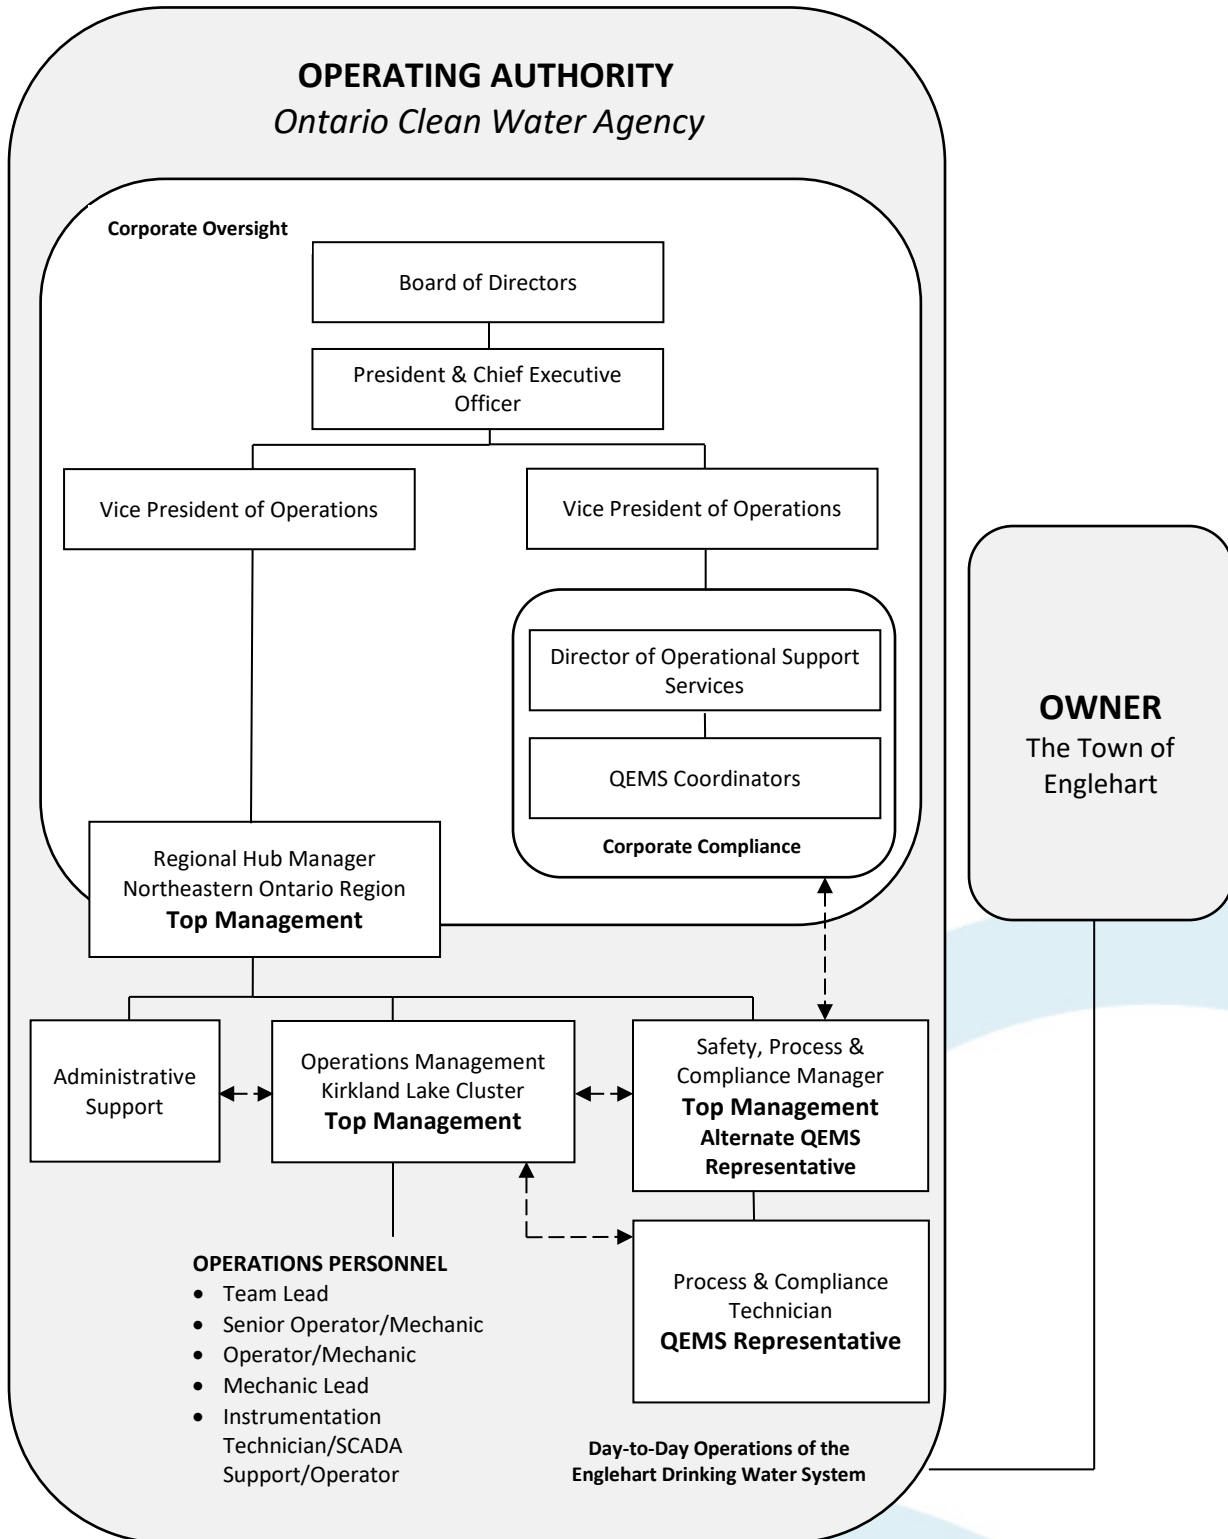 OPERATING AUTHORITY
Ontario Clean Water Agency
Corporate Oversight
Board of Directors
President & Chief Executive
Officer
Vice President of Operations
Vice President of Operations
Director of Operational Support
Services
QEMS Coordinators
Corporate Compliance
OWNER
The Town of
Englehart
Regional Hub Manager
Northeastern Ontario Region
Top Management
Administrative
Support
Operations Management
Kirkland Lake Cluster
Top Management
Safety, Process &
Compliance Manager
Top Management
Alternate QEMS
Representative
OPERATIONS PERSONNEL
• Team Lead
• Senior Operator/Mechanic
• Operator/Mechanic
• Mechanic Lead
• Instrumentation
Technician/SCADA
Support/Operator
Process & Compliance
Technician
QEMS Representative
Day-to-Day Operations of the
Englehart Drinking Water System